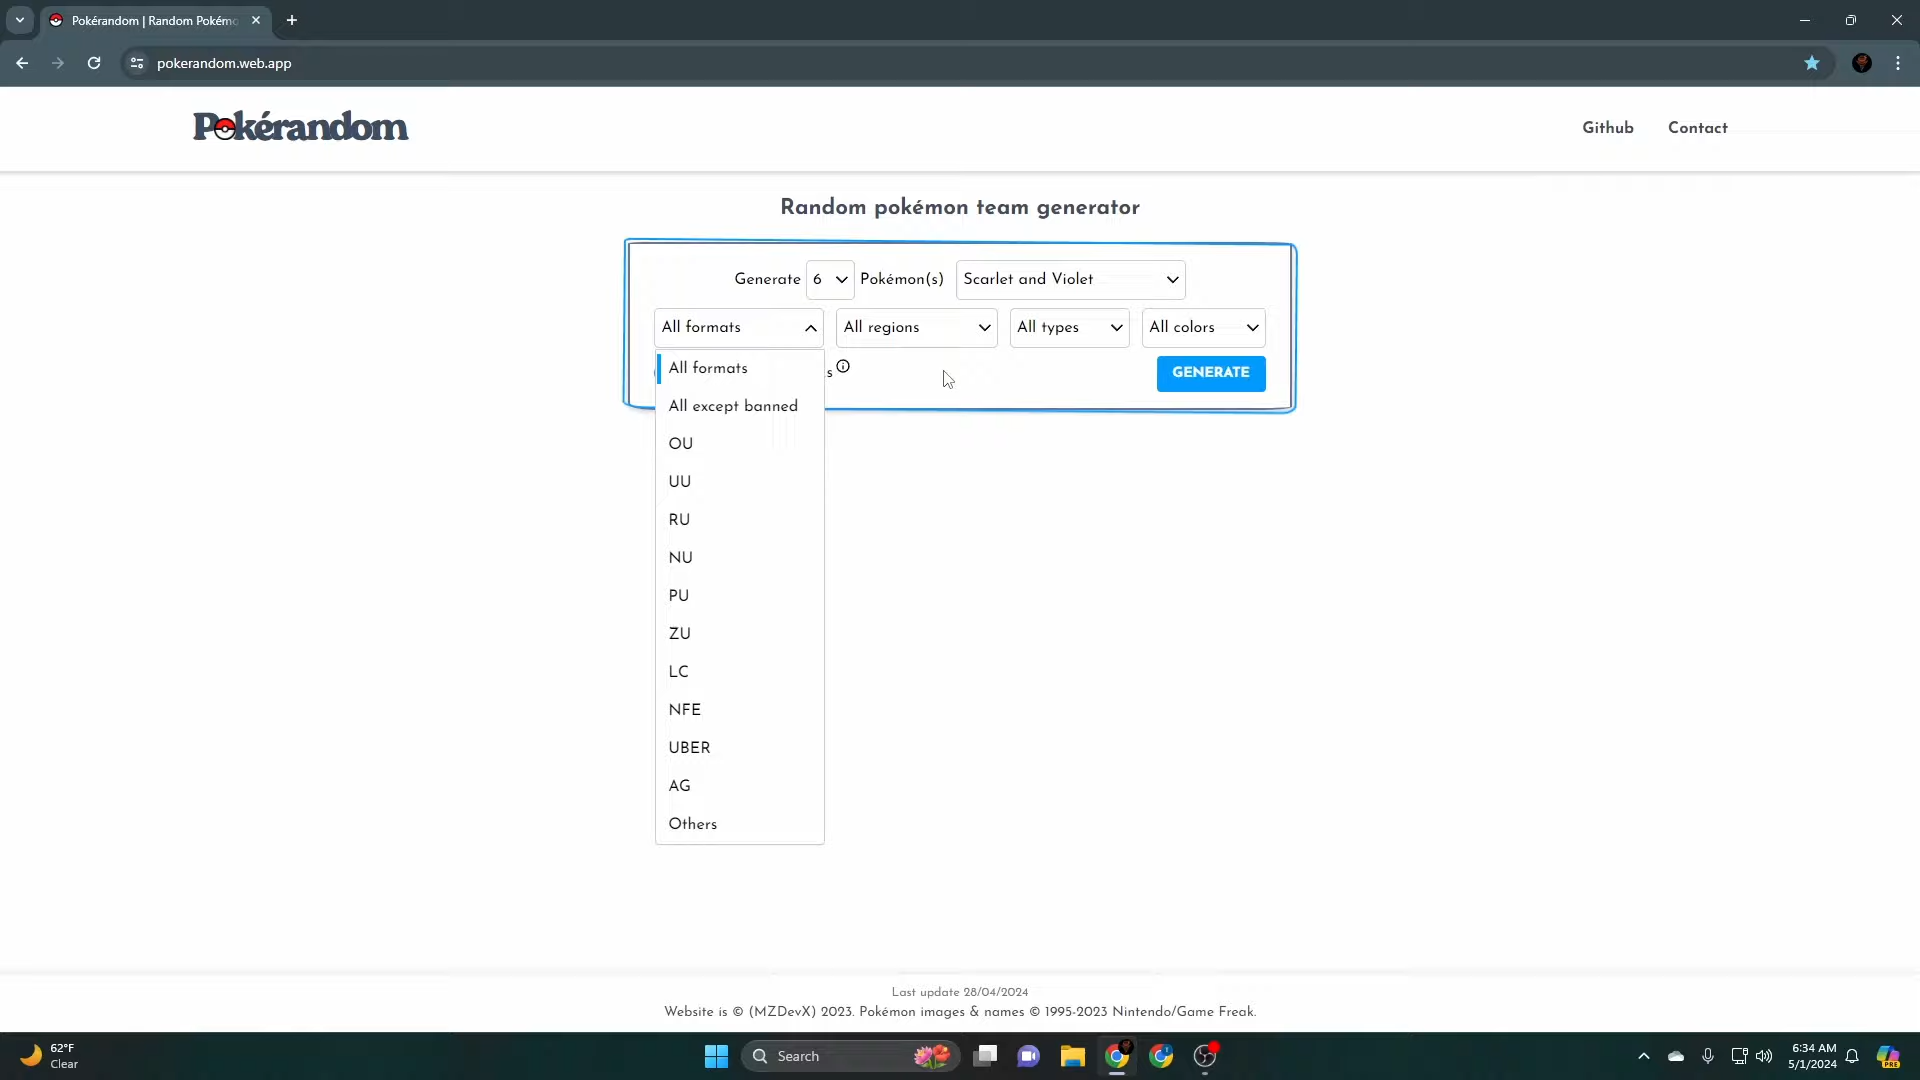 Pokérandom | Random Pokémo
pokerandom.web.app
Pokérandom
Github
Contact
Random pokémon team generator
Generate 6 Pokémon(s) Scarlet and Violet
All formats All regions All types All colors
All formats
s
GENERATE
All except banned
OU
UU
RU
NU
PU
ZU
LC
NFE
UBER
AG
Others
Last update 28/04/2024
Website is © (MZDevX) 2023. Pokémon images & names © 1995-2023 Nintendo/Game Freak.
62°F
Clear
Search
6:34 AM
5/1/2024
PRE